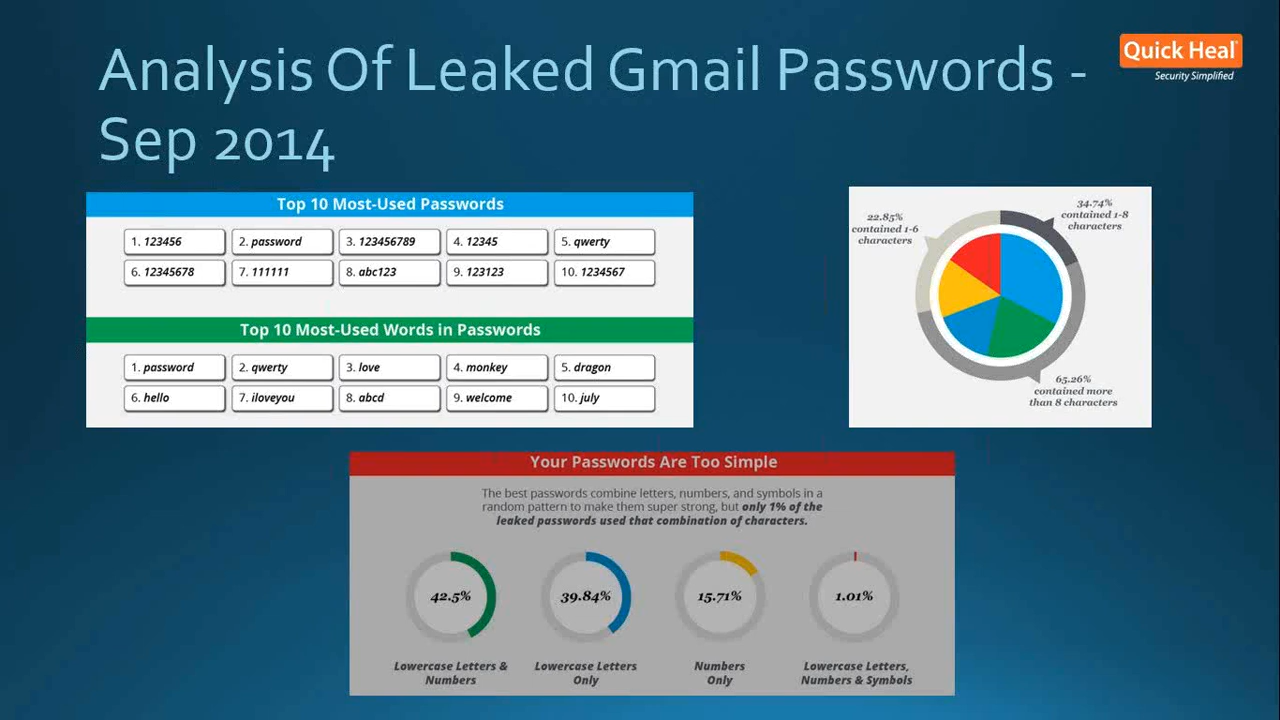 Analysis Of Leaked Gmail Passwords -
Sep 2014
Quick Heal
Security Simplified
Top 10 Most-Used Passwords
1. 123456 2. password 3. 123456789 4. 12345 5. qwerty
6. 12345678 7. 111111 8. abc123 9. 123123 10. 1234567
Top 10 Most-Used Words in Passwords
1. password 2. qwerty 3. love 4. monkey 5. dragon
6. hello 7. iloveyou 8. abcd 9. welcome 10. july
22.85%
contained 1-6
characters
34.74%
contained 1-8
characters
65.26%
contained more
than 8 characters
Your Passwords Are Too Simple
The best passwords combine letters, numbers, and symbols in a
random pattern to make them super strong, but only 1% of the
leaked passwords used that combination of characters.
42.5% 39.84% 15.71% 1.01%
Lowercase Letters &
Numbers
Lowercase Letters
Only
Numbers
Only
Lowercase Letters,
Numbers & Symbols